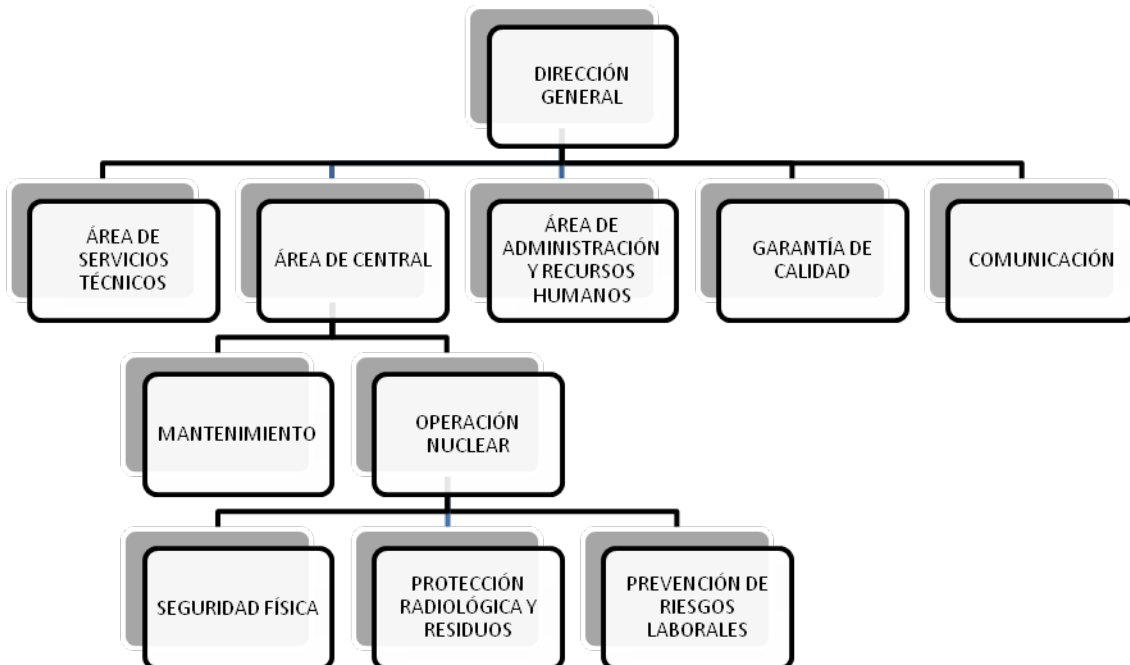 DIRECCIÓN
GENERAL
ÁREA DE
SERVICIOS
TÉCNICOS
ÁREA DE CENTRAL
ÁREA DE
ADMINISTRACIÓN
Y RECURSOS
HUMANOS
GARANTÍA DE
CALIDAD
COMUNICACIÓN
MANTENIMIENTO
OPERACIÓN
NUCLEAR
SEGURIDAD FÍSICA
PROTECCIÓN
RADIOLÓGICA Y
RESIDUOS
PREVENCIÓN DE
RIESGOS
LABORALES